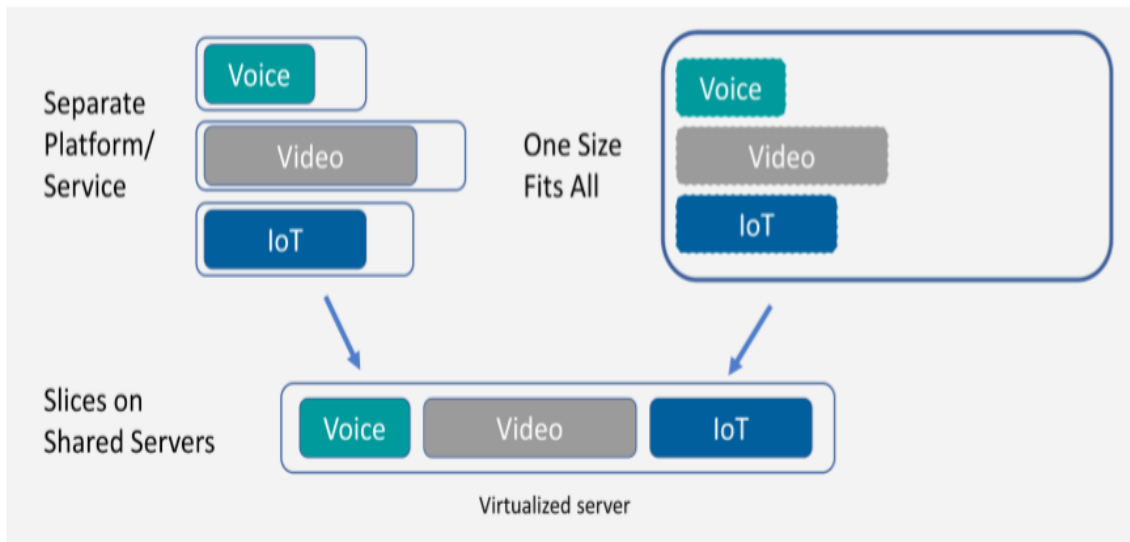 Separate
Platform/
Service
Voice
Video
IoT
One Size
Fits All
Voice
Video
IoT
Slices on
Shared Servers
Voice
Video
IoT
Virtualized server